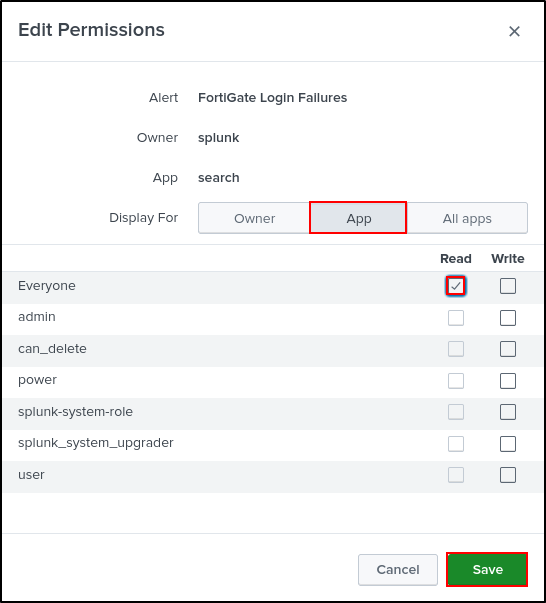 Edit Permissions
Alert FortiGate Login Failures
Owner splunk
App search
Display For Owner App All apps
Read Write
Everyone
admin
can_delete
power
splunk-system-role
splunk_system_upgrader
user
Cancel Save